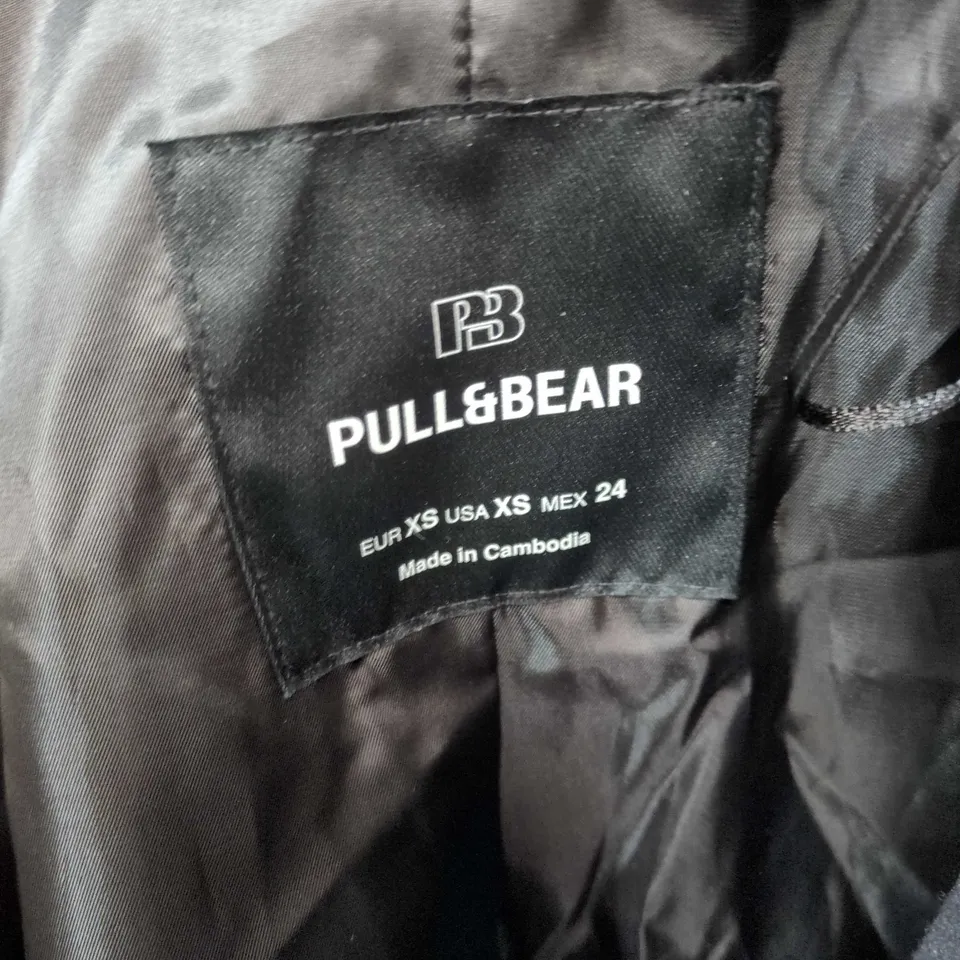 PB
PULL&BEAR
EUR XS USA XS MEX 24
Made in Cambodia